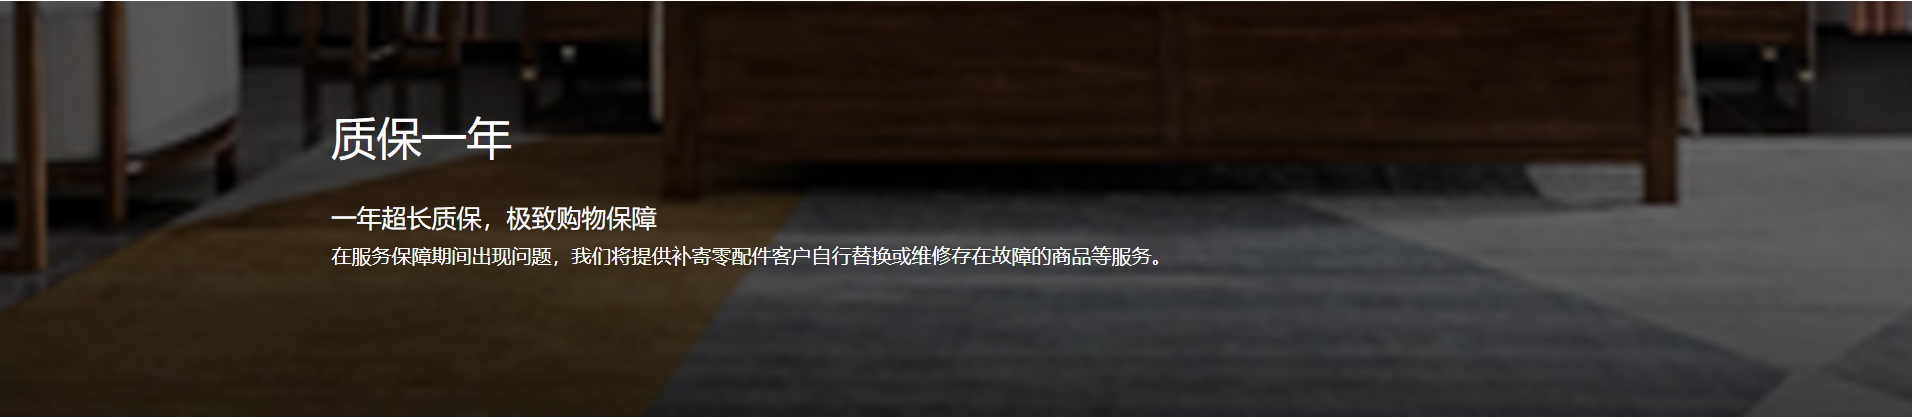 质保一年
一年超长质保，极致购物保障
在服务保障期间出现问题，我们将提供补寄零配件客户自行替换或维修存在故障的商品等服务。